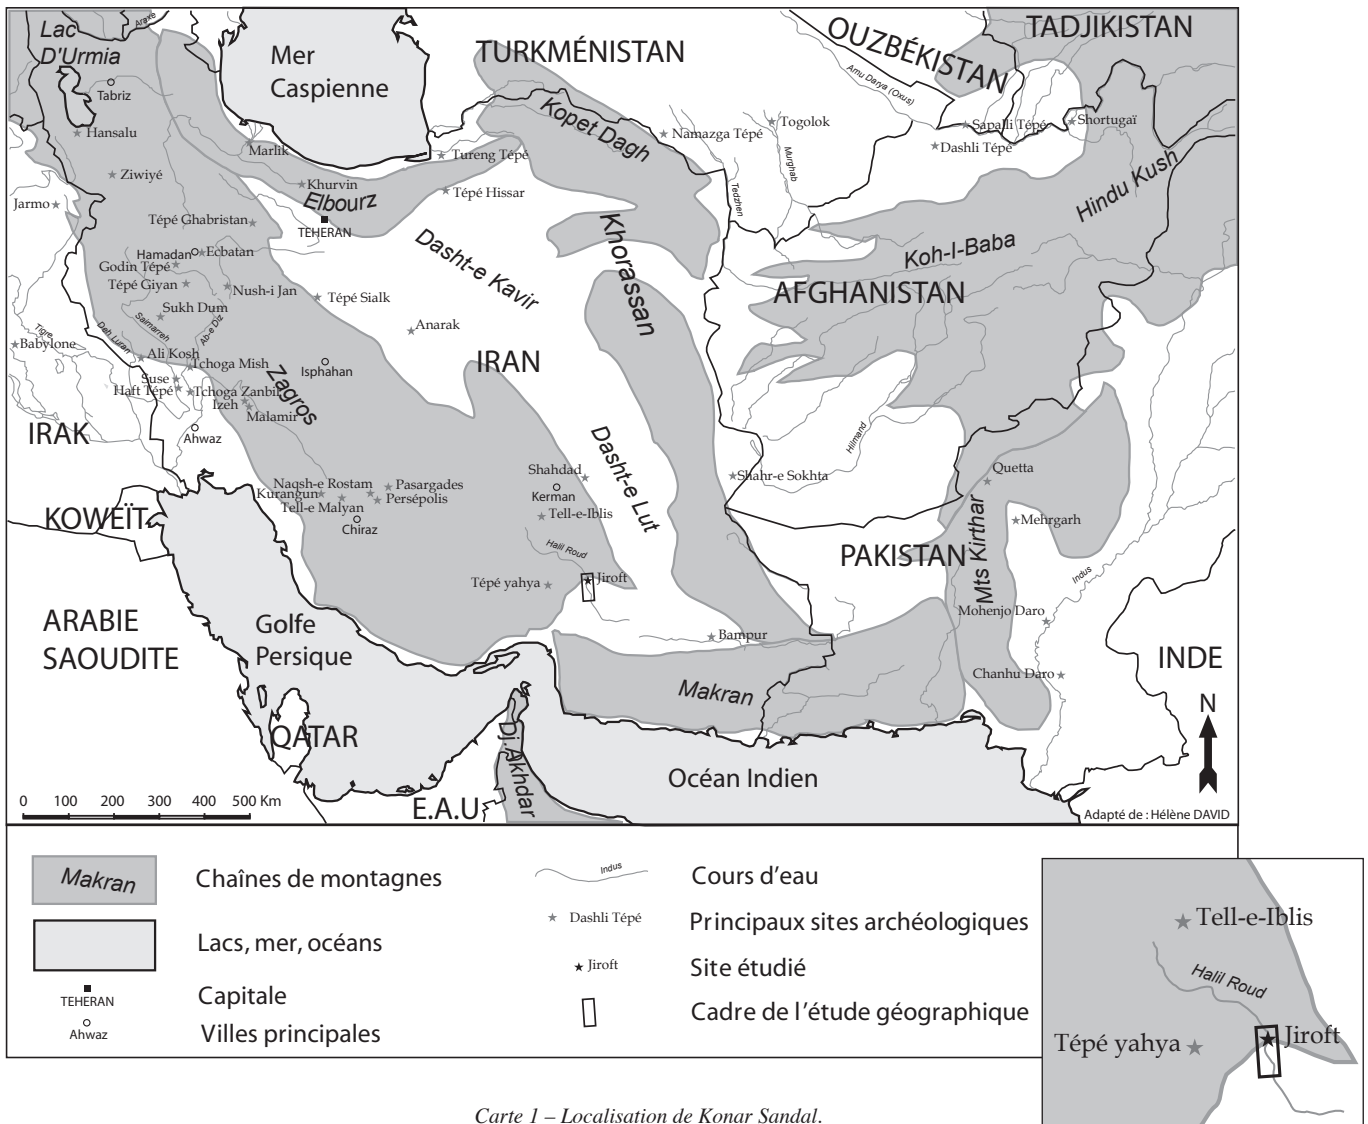 Lac
D'Urmia
Araxe
Mer
Caspienne
TURKMÉNISTAN
OUZBÉKISTAN
TADJIKISTAN
Tabriz
Hansalu
Marlik
Kopet Dagh
Amu Darya (Oxus)
Namazga Tépé
Togolok
Sapalli Tépé
Shortugaï
Dashli Tépé
Tureng Tépé
Murghab
Tedzhen
Ziwiyé
Khurvin
Elbourz
Tépé Hissar
Hindu Kush
Jarmo
Tépé Ghabristan
TEHERAN
Khorassan
Dasht-e Kavir
Koh-I-Baba
Hamadan
Ecbatan
Godin Tépé
Tépé Giyan
Nush-i Jan
Tépé Sialk
AFGHANISTAN
Sukh Dum
Saimarreh
Ab-e Diz
Deh Luran
Tigre
Anarak
Babylone
Ali Kosh
Tchoga Mish
Isphahan
IRAN
Suse
Haft Tépé
Tchoga Zanbil
Zagros
Izeh
Malamir
IRAK
Ahwaz
Hilmand
Dasht-e Lut
Shahdad
Shahr-e Sokhta
Quetta
Naqsh-e Rostam
Pasargades
Kurangun
Persépolis
Kerman
Tell-e Malyan
Chiraz
Tell-e-Iblis
Mehrgarh
KOWEÏT
Halil Roud
PAKISTAN
Mts Kirthar
Indus
Tépé yahya
Jiroft
Mohenjo Daro
ARABIE
SAOUDITE
Golfe
Persique
Bampur
INDE
Chanhu Daro
Makran
N
QATAR
Dj.Akhdar
Océan Indien
0 100 200 300 400 500 Km
E.A.U
Adapté de : Hélène DAVID
Makran
Chaînes de montagnes
Lacs, mer, océans
TEHERAN
Capitale
Ahwaz
Villes principales
Indus
Cours d'eau
Dashli Tépé
Principaux sites archéologiques
Jiroft
Site étudié
Cadre de l'étude géographique
Tell-e-Iblis
Halil Roud
Tépé yahya
Jiroft
Carte 1 – Localisation de Konar Sandal.